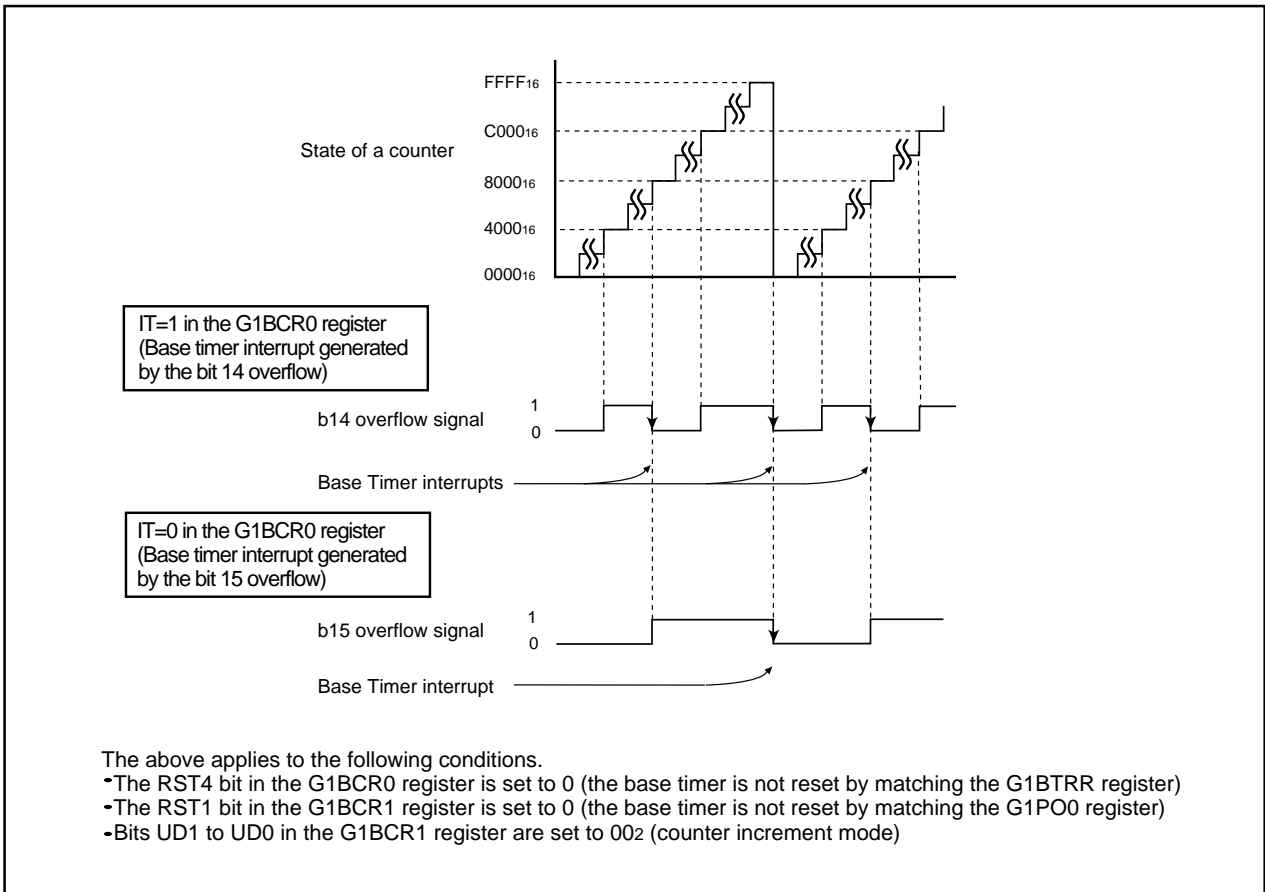 FFFF16
C00016
State of a counter
800016
400016
000016
IT=1 in the G1BCR0 register
(Base timer interrupt generated
by the bit 14 overflow)
1
b14 overflow signal
0
Base Timer interrupts
IT=0 in the G1BCR0 register
(Base timer interrupt generated
by the bit 15 overflow)
1
b15 overflow signal
0
Base Timer interrupt
The above applies to the following conditions.
•The RST4 bit in the G1BCR0 register is set to 0 (the base timer is not reset by matching the G1BTRR register)
•The RST1 bit in the G1BCR1 register is set to 0 (the base timer is not reset by matching the G1PO0 register)
•Bits UD1 to UD0 in the G1BCR1 register are set to 002 (counter increment mode)